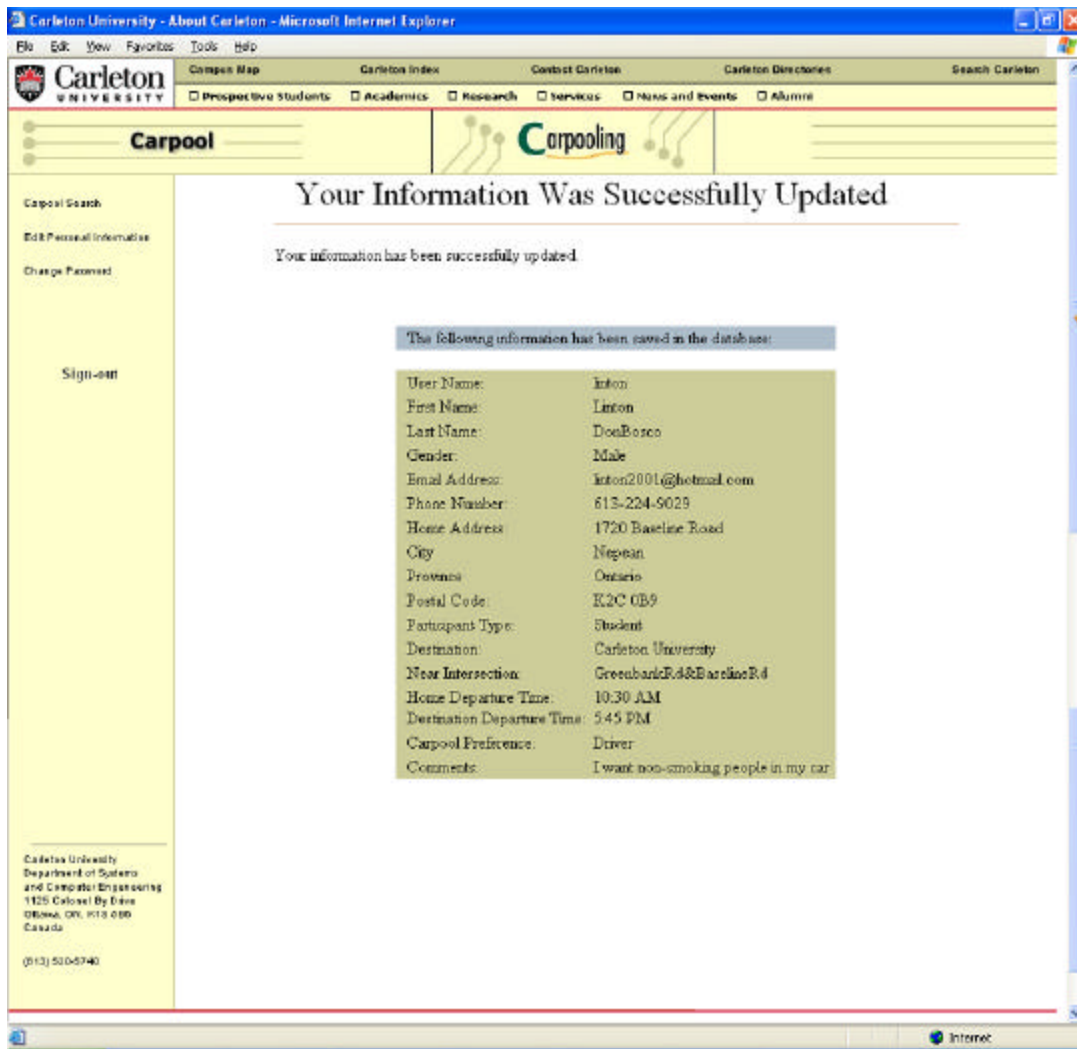 Carleton University - About Carleton - Microsoft Internet Explorer
File Edit View Favorites Tools Help
Carleton UNIVERSITY
Campus Map Carleton Index Contact Carleton Carleton Directories Search Carleton
Prospective Students Academics Research Services News and Events Alumni
Carpool
Carpooling
Carpool Search
Edit Personal Information
Change Password
Sign-out
Your Information Was Successfully Updated
Your information has been successfully updated.
The following information has been saved in the database:
User Name: linton
First Name: Linton
Last Name: DonBosco
Gender: Male
Email Address: linton2001@hotmail.com
Phone Number: 613-224-9029
Home Address: 1720 Baseline Road
City Nepean
Province Ontario
Postal Code: K2C 0B9
Participant Type: Student
Destination: Carleton University
Near Intersection: GreenbankRd&BaselineRd
Home Departure Time: 10:30 AM
Destination Departure Time: 5:45 PM
Carpool Preference: Driver
Comments: I want non-smoking people in my car
Carleton University
Department of Systems
and Computer Engineering
1125 Colonel By Drive
Ottawa, ON,
Canada
(613)
Internet